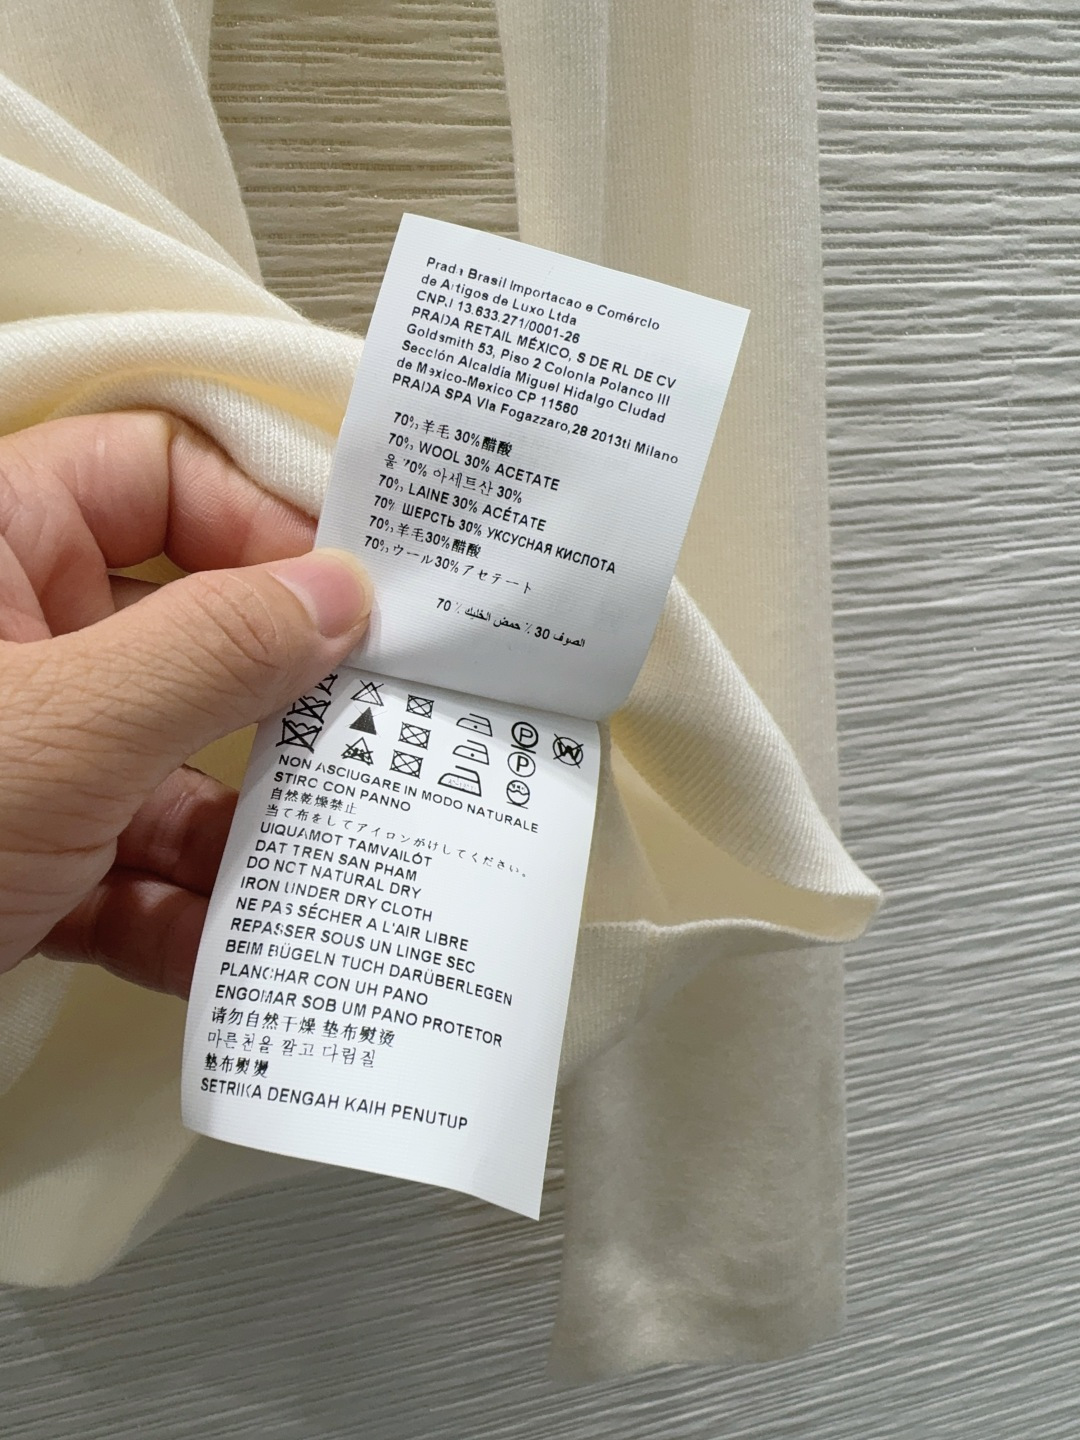 Prada Brasil Importacao e Comércio
de Artigos de Luxo Ltda
CNPJ 13.633.271/0001-26
PRADA RETAIL MÉXICO, S DE RL DE CV
Goldsmith 53, Piso 2 Colonia Polanco III
Sección Alcaldia Miguel Hidalgo Ciudad
de Mexico-Mexico CP 11560
PRADA SPA Via Fogazzaro,28 2013ti Milano
70%羊毛 30%醋酸
70% WOOL 30% ACETATE
울 70% 아세트산 30%
70% LAINE 30% ACÉTATE
70% ШЕРСТЬ 30% УКСУСНАЯ КИСЛОТА
70%羊毛30%醋酸
70%ウール30%アセテート
الصوف 30 ٪ حمض الخليك ٪ 70
P
W
P
NON ASCIUGARE IN MODO NATURALE
STIRC CON PANNO
自然乾燥禁止
当て布をしてアイロンがけしてください。
UIQUAMOT TAMVAILÓT
DAT TREN SAN PHAM
DO NCT NATURAL DRY
IRON UNDER DRY CLOTH
NE PAS SÉCHER A L'AIR LIBRE
REPASSER SOUS UN LINGE SEC
BEIM BÜGELN TUCH DARÜBERLEGEN
PLANCHAR CON UH PANO
ENGOMAR SOB UM PANO PROTETOR
请勿自然干燥 垫布熨烫
마른천을 깔고 다림질
垫布熨燙
SETRIKA DENGAH KAIH PENUTUP